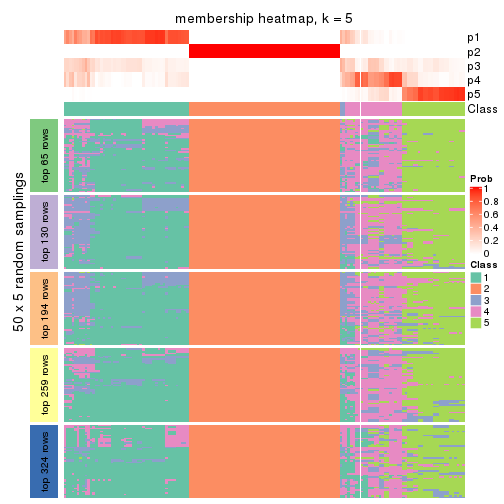 membership heatmap, k = 5
p1
p2
p3
p4
p5
Class
50 x 5 random samplings
top 65 rows
top 130 rows
top 194 rows
top 259 rows
top 324 rows
Prob
1
0.8
0.6
0.4
0.2
0
Class
1
2
3
4
5